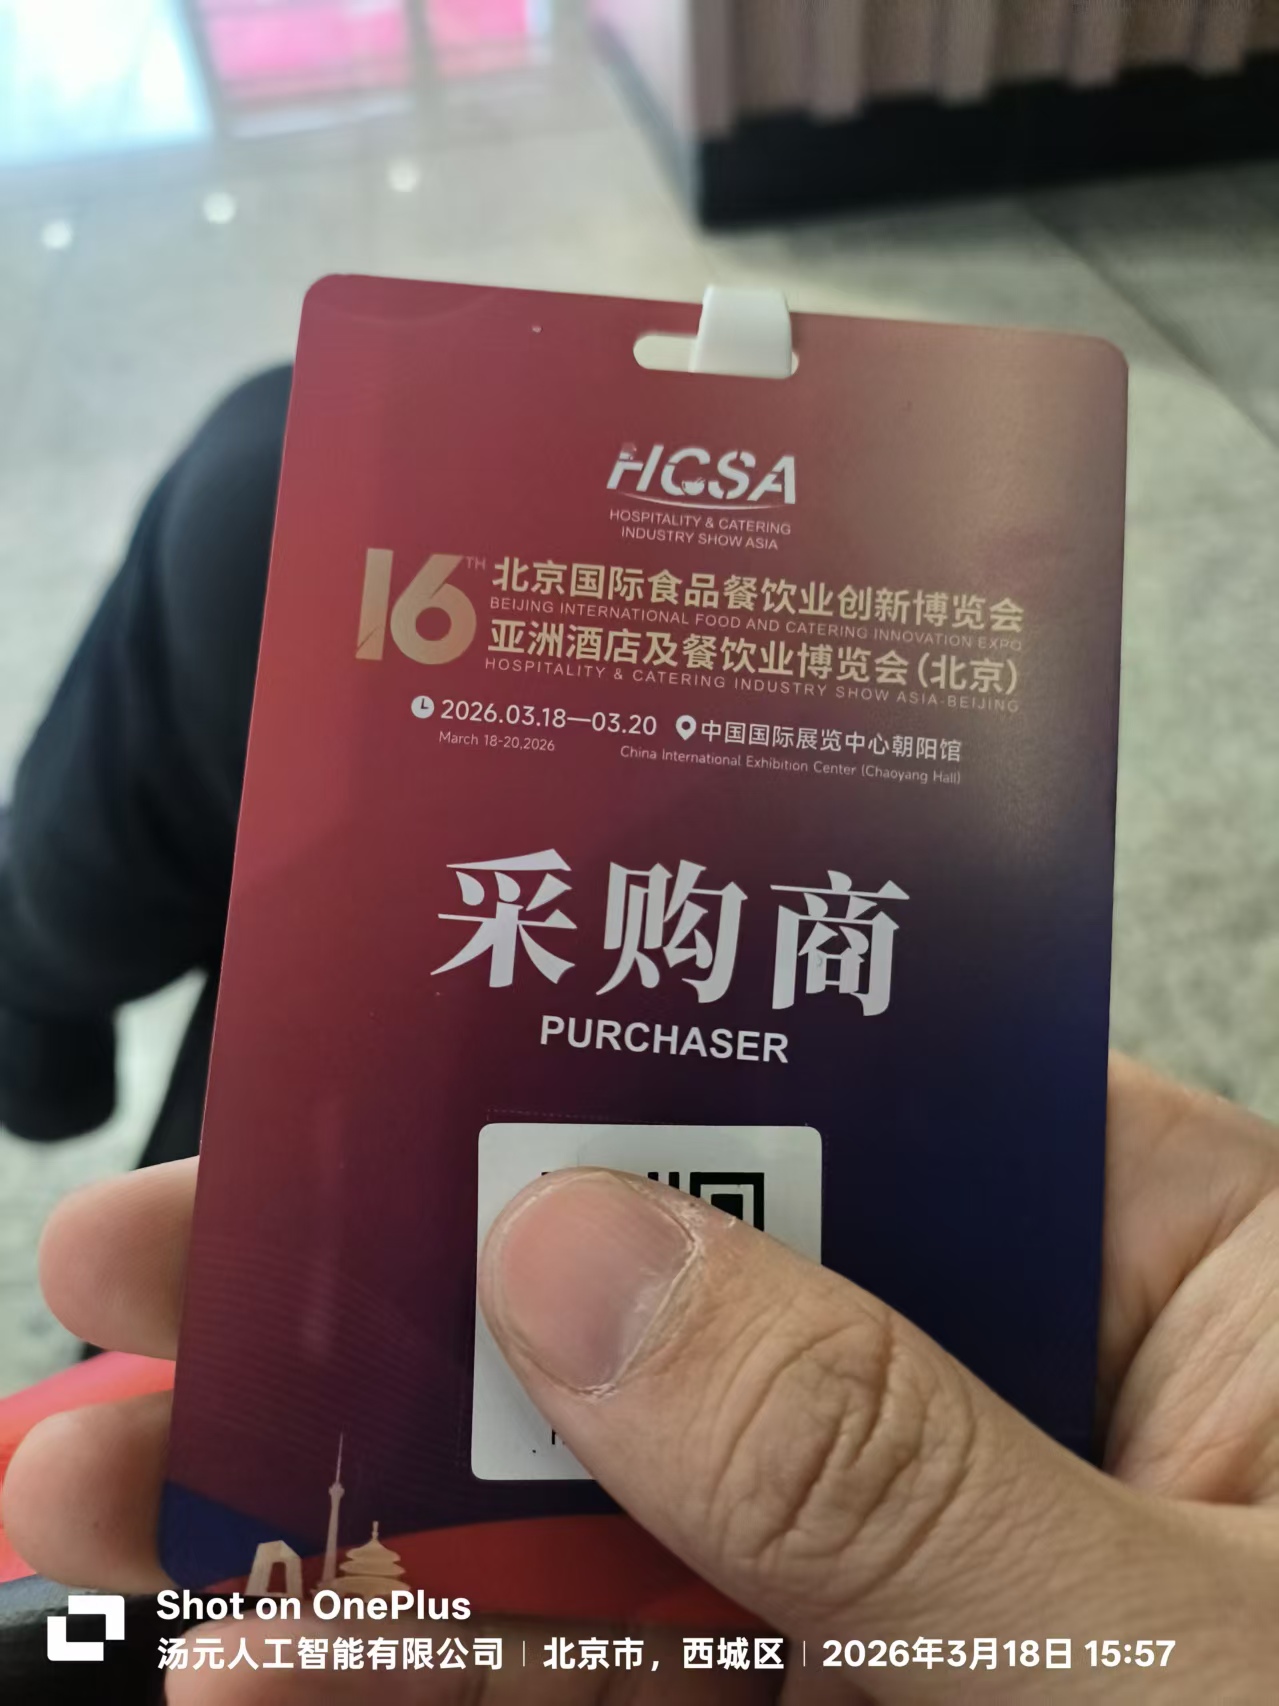 HCSA
HOSPITALITY & CATERING
INDUSTRY SHOW ASIA
16TH
北京国际食品餐饮业创新博览会
BEIJING INTERNATIONAL FOOD AND CATERING INNOVATION EXPO
亚洲酒店及餐饮业博览会(北京)
HOSPITALITY & CATERING INDUSTRY SHOW ASIA-BEIJING
2026.03.18—03.20 中国国际展览中心朝阳馆
March 18-20,2026 China International Exhibition Center (Chaoyang Hall)
采购商
PURCHASER
Shot on OnePlus
汤元人工智能有限公司 | 北京市，西城区 | 2026年3月18日 15:57